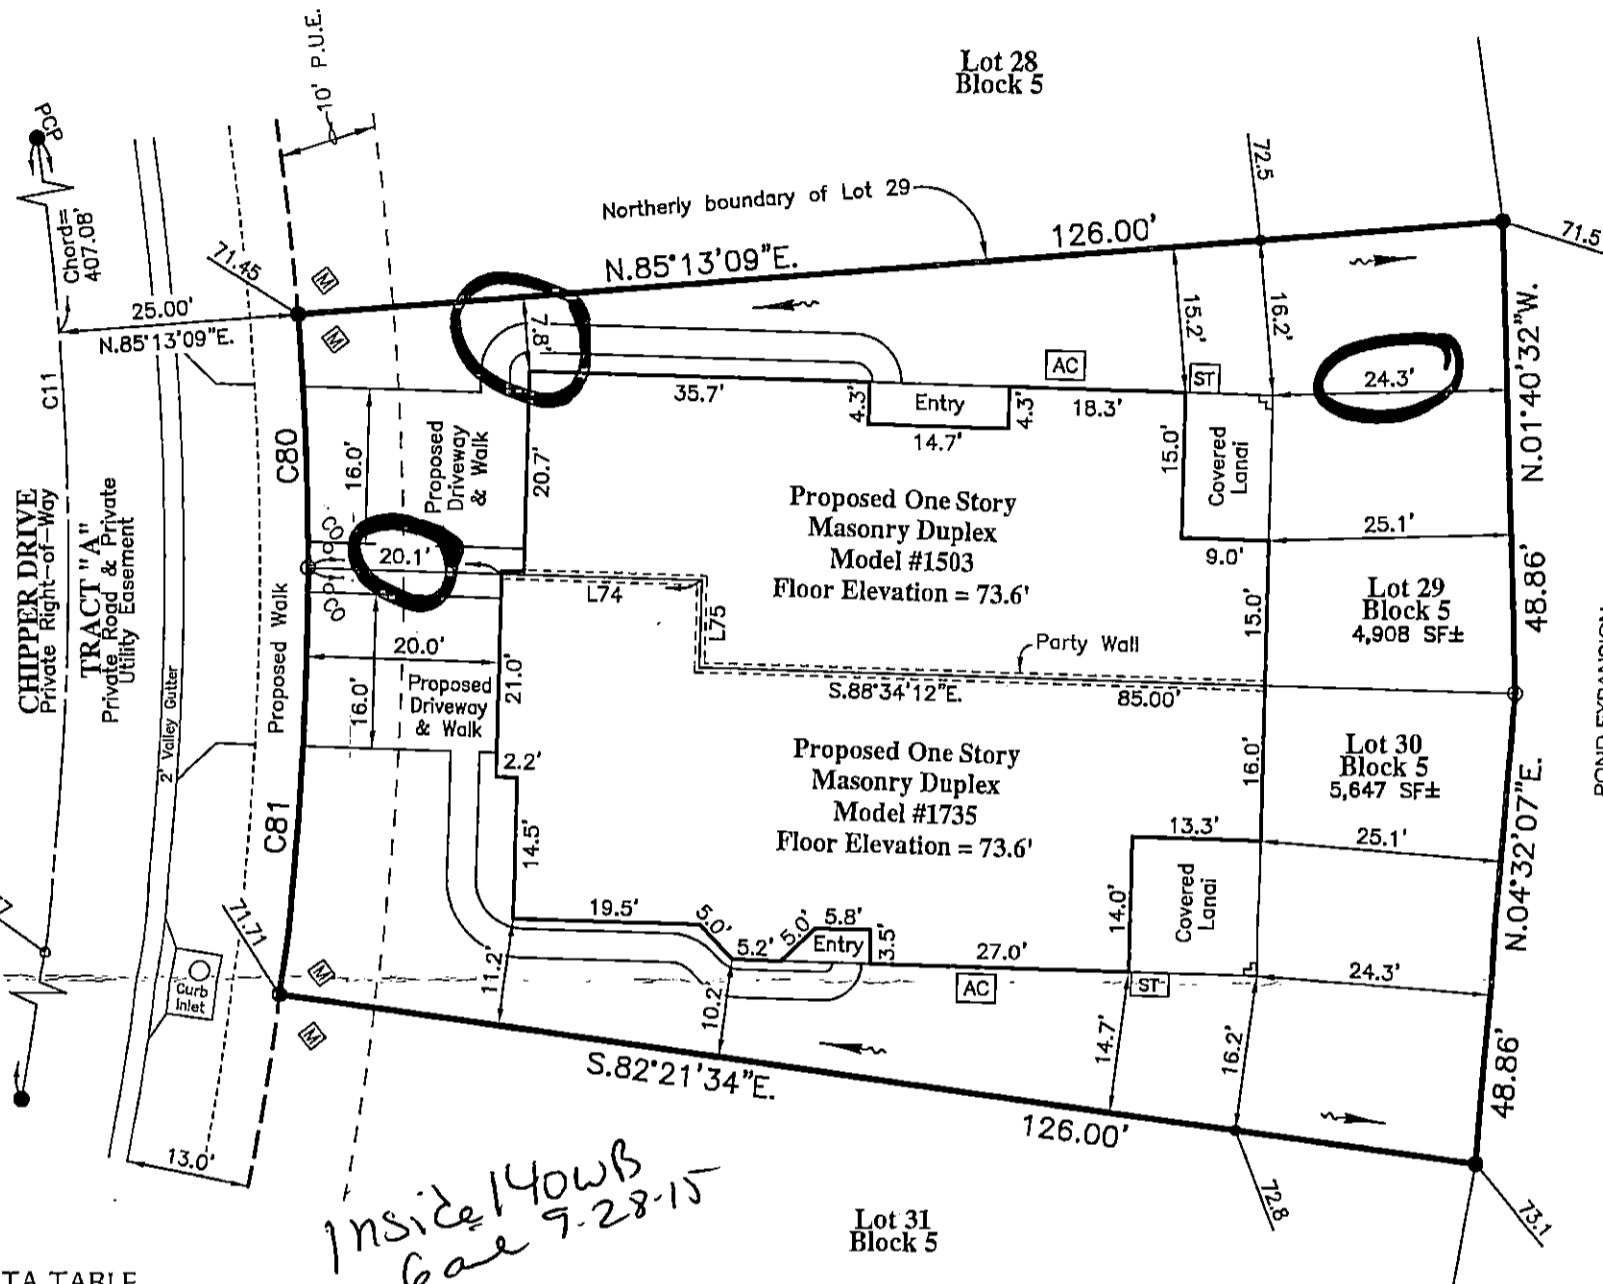 10' P.U.E.
Lot 28
Block 5
PCP
Chord=
407.08'
72.5
Northerly boundary of Lot 29
126.00'
N.85°13'09"E.
71.5
71.45
M
M
25.00'
N.85°13'09"E.
C11
7.8'
15.2'
16.2'
N.01°40'32"W.
48.86'
AC
ST
24.3'
35.7'
4.3'
Entry
4.3'
14.7'
18.3'
C80
16.0'
Proposed
Driveway
& Walk
20.7'
15.0'
Covered
Lanai
CHIPPER DRIVE
Private Right-of-Way
TRACT "A"
Private Road & Private
Utility Easement
Proposed One Story
Masonry Duplex
Model #1503
Floor Elevation = 73.6'
25.1'
9.0'
CO
20.1'
CO
L74
L75
15.0'
Lot 29
Block 5
4,908 SF±
POND EXPANSION
Proposed Walk
Party Wall
20.0'
21.0'
16.0'
Proposed
Driveway
& Walk
S.88°34'12"E.
85.00'
2' Valley Gutter
2.2'
Proposed One Story
Masonry Duplex
Model #1735
Floor Elevation = 73.6'
16.0'
Lot 30
Block 5
5,647 SF±
N.04°32'07"E.
48.86'
C81
14.5'
13.3'
25.1'
14.0'
Covered
Lanai
71.71
19.5'
5.0'
5.2'
5.0'
5.8'
Entry
3.5'
27.0'
24.3'
11.2'
10.2'
AC
ST
M
Curb
Inlet
M
14.7'
16.2'
S.82°21'34"E.
126.00'
13.0'
72.8
73.1
Inside 140WB
9-28-15
Lot 31
Block 5
TA TABLE